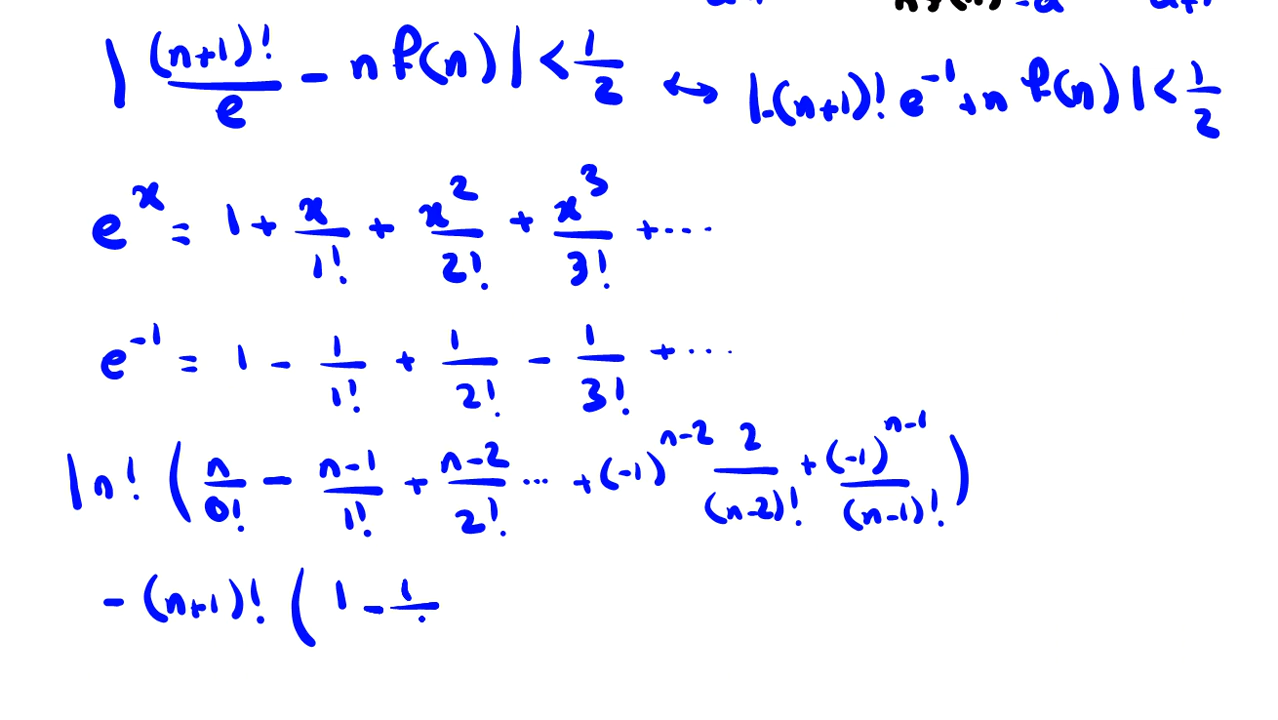 | (n+1)!/e - n f(n) | < 1/2 ↔ |-(n+1)! e^-1 + n f(n)| < 1/2
e^x = 1 + x/1! + x^2/2! + x^3/3! + ...
e^-1 = 1 - 1/1! + 1/2! - 1/3! + ...
| n! ( n/0! - n-1/1! + n-2/2! ... + (-1)^n-2 2/(n-2)! + (-1)^n-1/(n-1)! )
- (n+1)! ( 1 - 1/